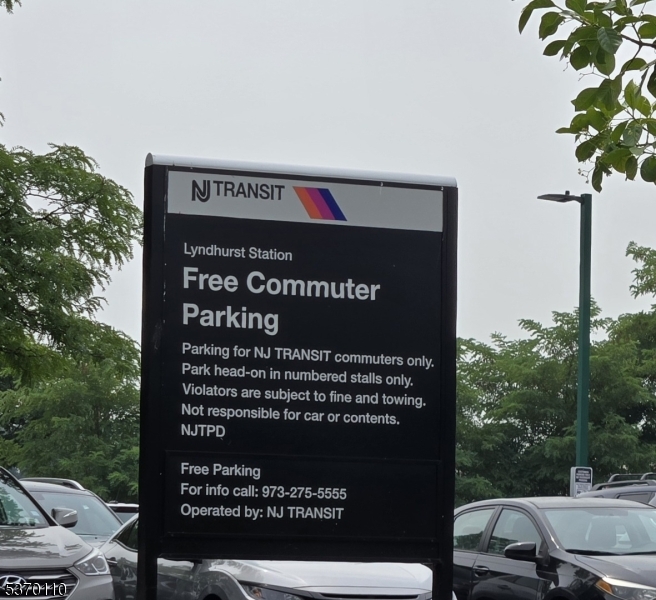 NJ TRANSIT
Lyndhurst Station
Free Commuter
Parking
Parking for NJ TRANSIT commuters only.
Park head-on in numbered stalls only.
Violators are subject to fine and towing.
Not responsible for car or contents.
NJTPD
Free Parking
For info call: 973-275-5555
Operated by: NJ TRANSIT
5370110